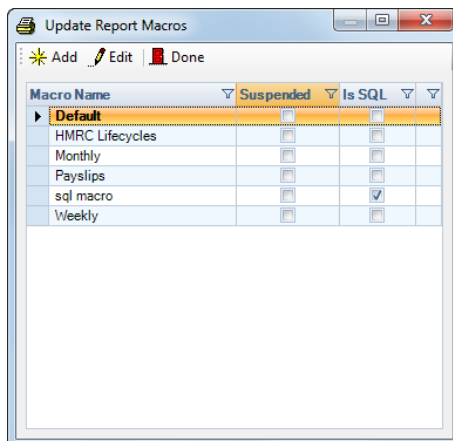 Update Report Macros
Add Edit Done
Macro Name Suspended Is SQL
Default
HMRC Lifecycles
Monthly
Payslips
sql macro
Weekly